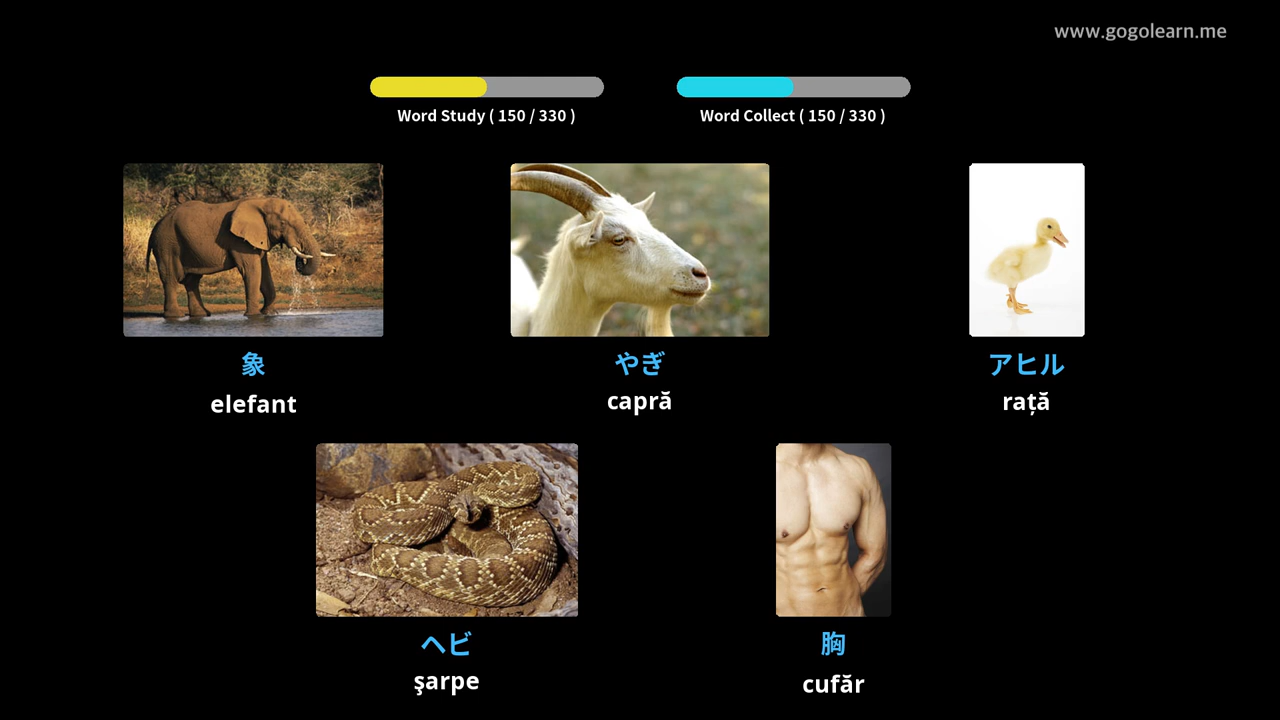 www.gogolearn.me
Word Study ( 150 / 330 )
Word Collect ( 150 / 330 )
象
elefant
やぎ
capră
アヒル
rață
ヘビ
şarpe
胸
cufăr